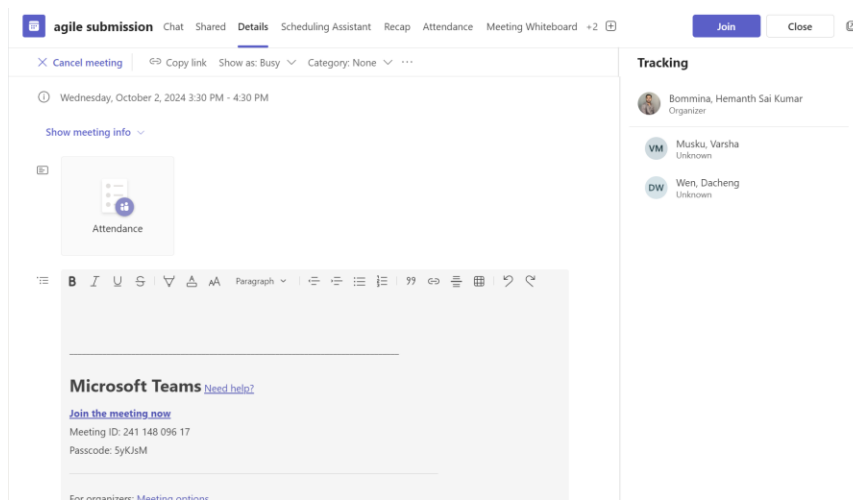 agile submission Chat Shared Details Scheduling Assistant Recap Attendance Meeting Whiteboard +2 Join Close
Cancel meeting Copy link Show as: Busy Category: None ...
Tracking
Wednesday, October 2, 2024 3:30 PM - 4:30 PM
Bommina, Hemanth Sai Kumar
Organizer
Show meeting info
VM Musku, Varsha
Unknown
DW Wen, Dacheng
Unknown
Attendance
B I U S A AA Paragraph
Microsoft Teams Need help?
Join the meeting now
Meeting ID: 241 148 096 17
Passcode: 5yKJsM
For organizers: Meeting options